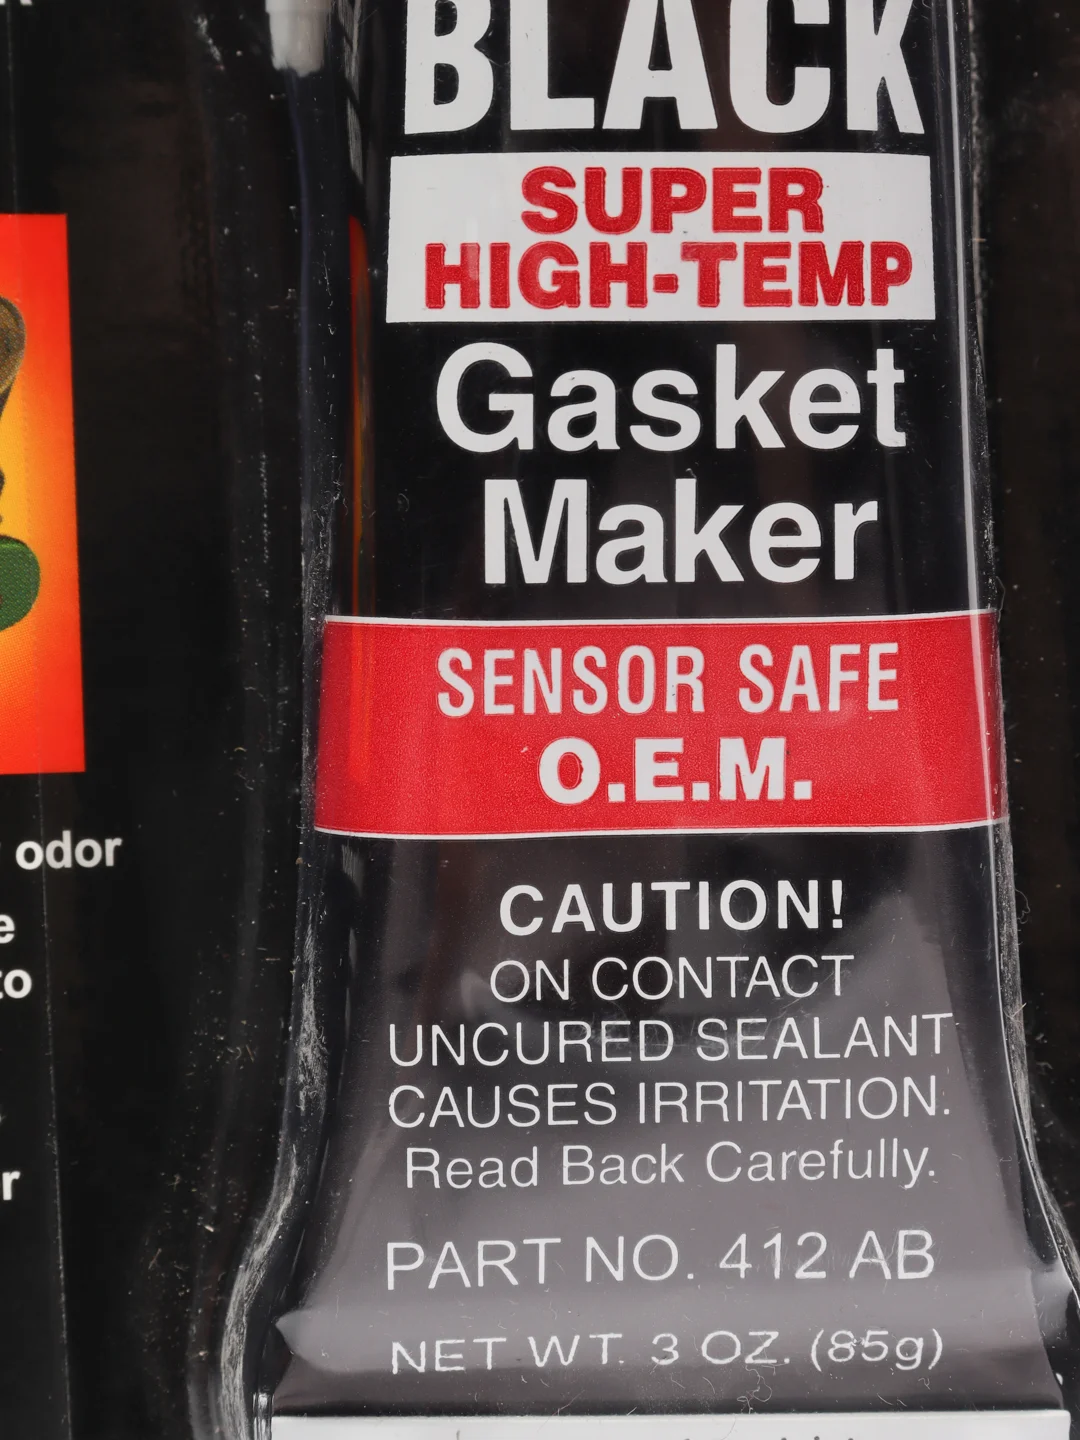 BLACK
SUPER
HIGH-TEMP
Gasket
Maker
SENSOR SAFE
O.E.M.
CAUTION!
ON CONTACT
UNCURED SEALANT
CAUSES IRRITATION.
Read Back Carefully.
PART NO. 412 AB
NET WT. 3 OZ. (85g)
odor
to